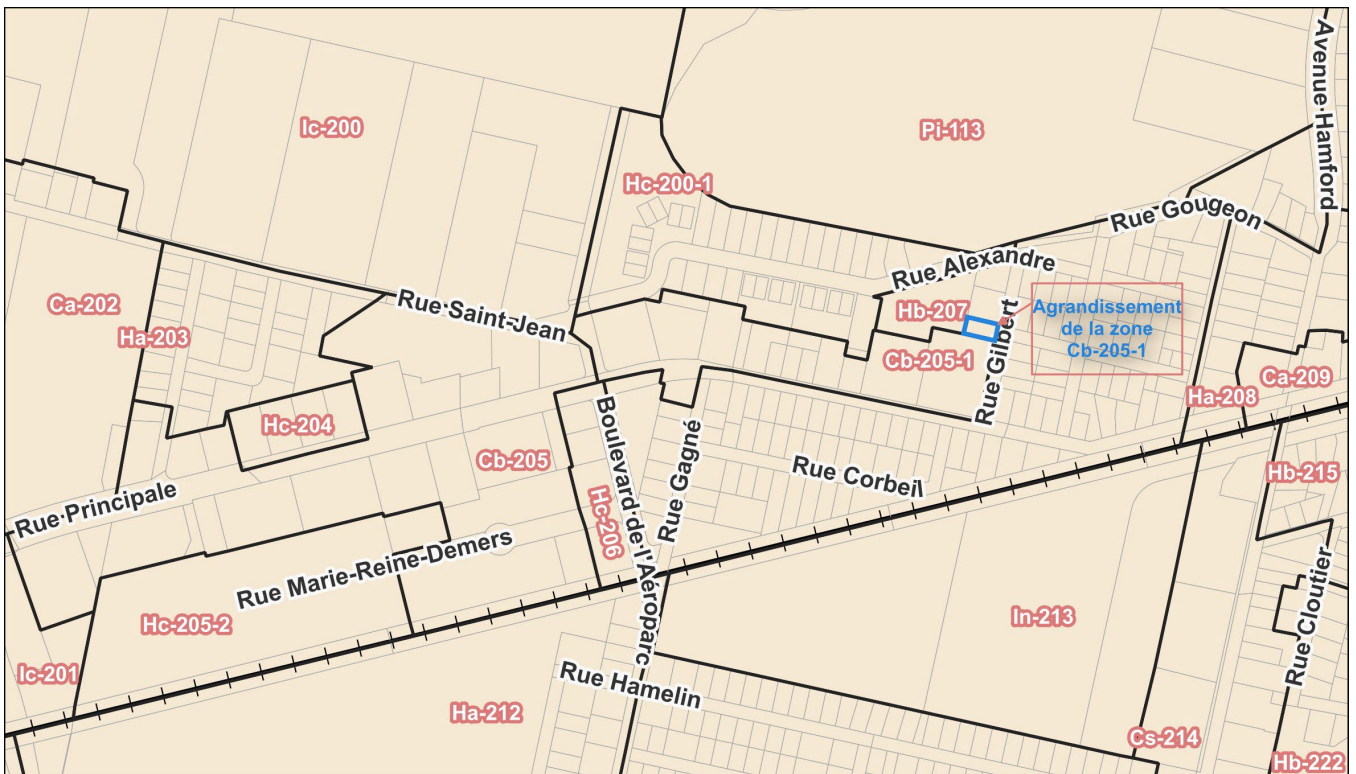 Avenue Hamford
Ic-200
Pi-113
Hc-200-1
Rue Gougeon
Rue Alexandre
Ca-202
Ha-203
Rue Saint-Jean
Hb-207
Agrandissement
de la zone
Cb-205-1
Cb-205-1
Rue Gilbert
Ca-209
Ha-208
Hc-204
Boulevard de l'Aéroparc
Rue Gagné
Cb-205
Rue Corbeil
Hb-215
Rue Principale
Hc-206
Rue Marie-Reine-Demers
Hc-205-2
In-213
Rue Cloutier
Ic-201
Rue Hamelin
Ha-212
Cs-214
Hb-222